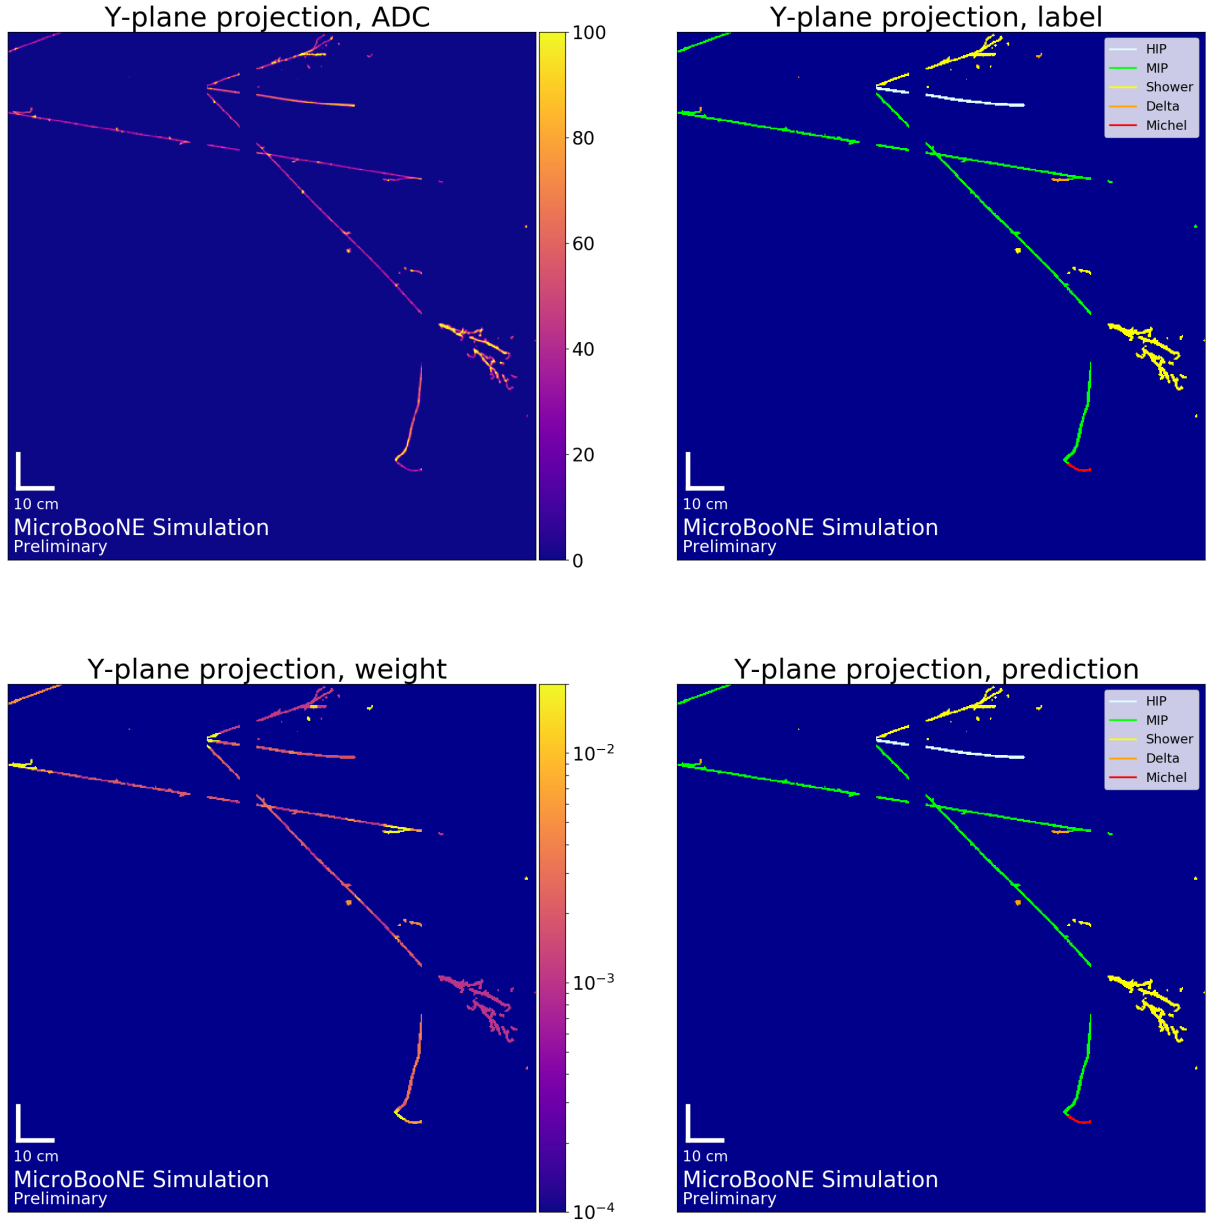 Y-plane projection, ADC
100
80
60
40
20
0
10 cm
MicroBooNE Simulation
Preliminary
Y-plane projection, label
HIP
MIP
Shower
Delta
Michel
10 cm
MicroBooNE Simulation
Preliminary
Y-plane projection, weight
10⁻²
10⁻³
10⁻⁴
10 cm
MicroBooNE Simulation
Preliminary
Y-plane projection, prediction
HIP
MIP
Shower
Delta
Michel
10 cm
MicroBooNE Simulation
Preliminary